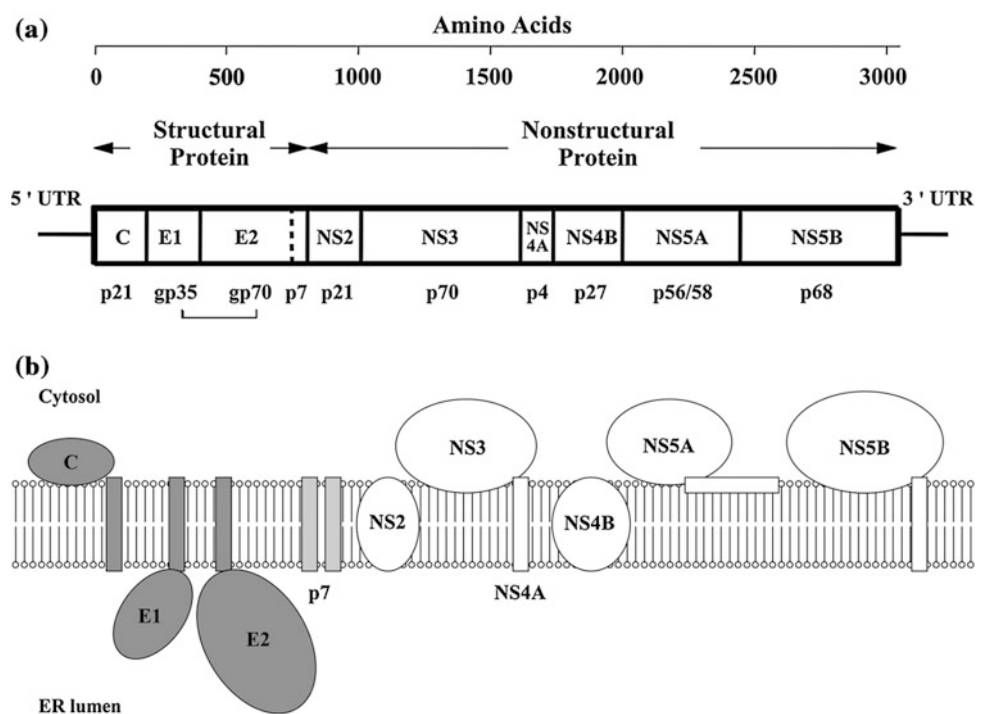 (a)
Amino Acids
0 500 1000 1500 2000 2500 3000
Structural Protein
Nonstructural Protein
5 ' UTR
3 ' UTR
C E1 E2 NS2 NS3 NS 4A NS4B NS5A NS5B
p21 gp35 gp70 p7 p21 p70 p4 p27 p56/58 p68
(b)
Cytosol
C NS3 NS5A NS5B
NS2 NS4B
p7 NS4A
E1
E2
ER lumen